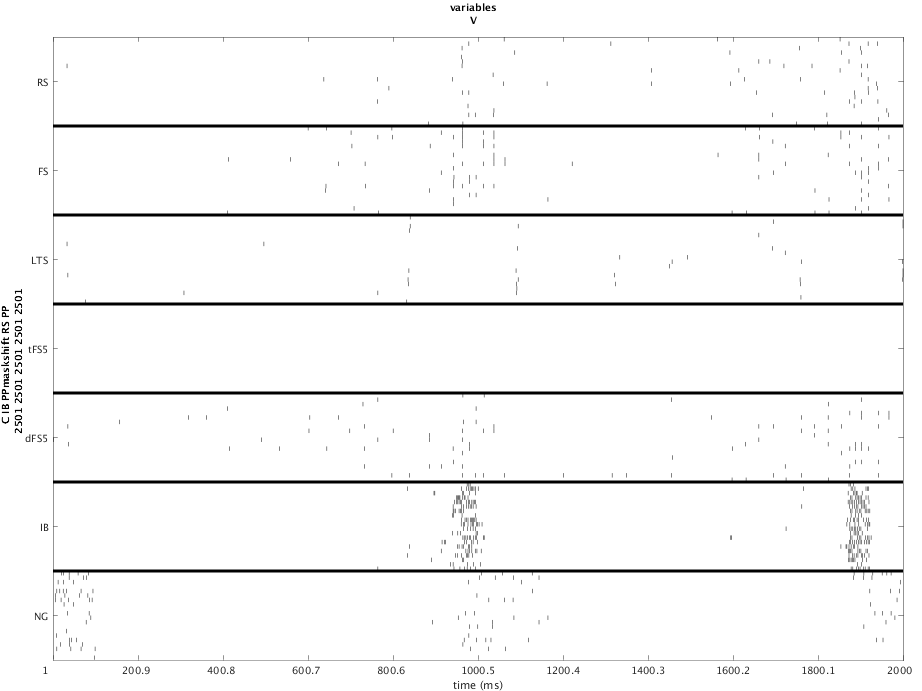 variables
V
RS
FS
LTS
tFS5
dFS5
IB
NG
C IB PPmaskshift RS PP
2501 2501 2501 2501 2501
1 200.9 400.8 600.7 800.6 1000.5 1200.4 1400.3 1600.2 1800.1 2000
time (ms)